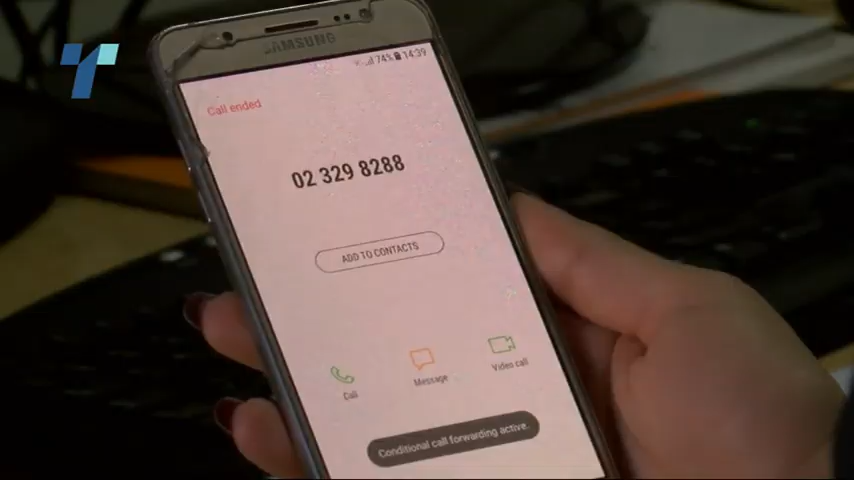 SAMSUNG
74% 14:39
Call ended
02 329 8288
ADD TO CONTACTS
Call
Message
Video call
Conditional call forwarding active.